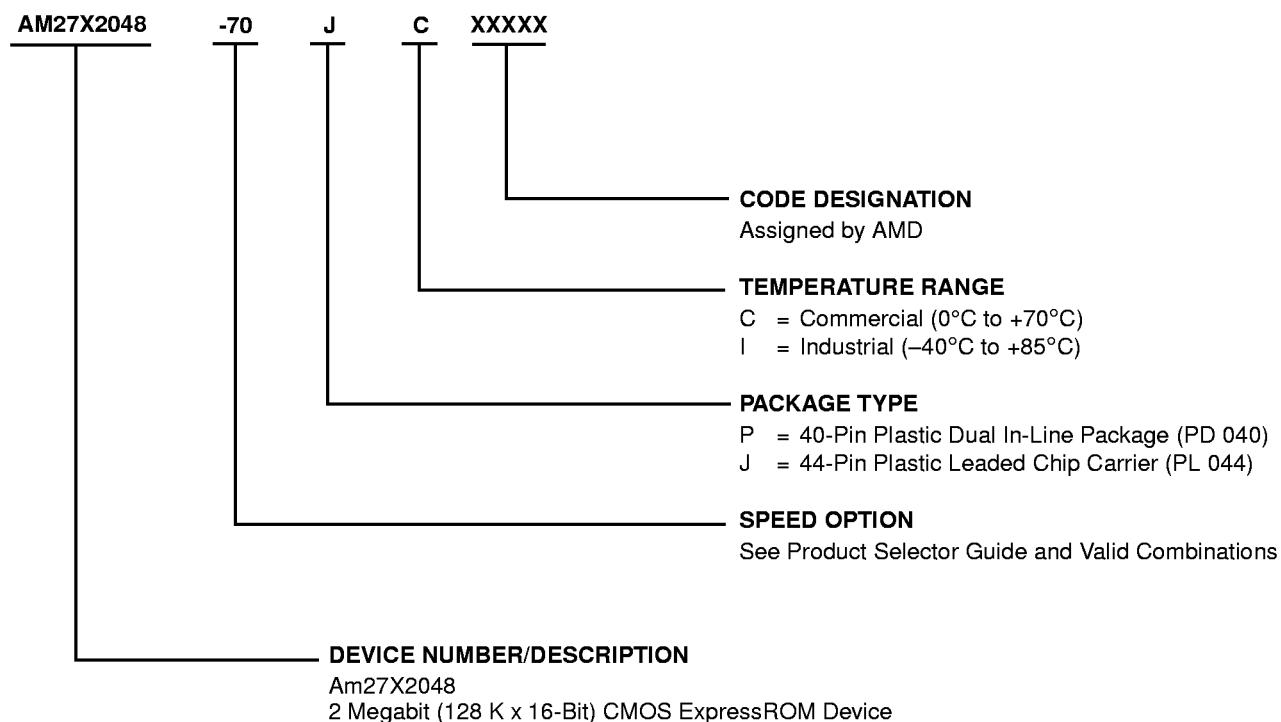 AM27X2048 -70 J C XXXXX
CODE DESIGNATION
Assigned by AMD
TEMPERATURE RANGE
C = Commercial (0°C to +70°C)
I = Industrial (–40°C to +85°C)
PACKAGE TYPE
P = 40-Pin Plastic Dual In-Line Package (PD 040)
J = 44-Pin Plastic Leaded Chip Carrier (PL 044)
SPEED OPTION
See Product Selector Guide and Valid Combinations
DEVICE NUMBER/DESCRIPTION
Am27X2048
2 Megabit (128 K x 16-Bit) CMOS ExpressROM Device